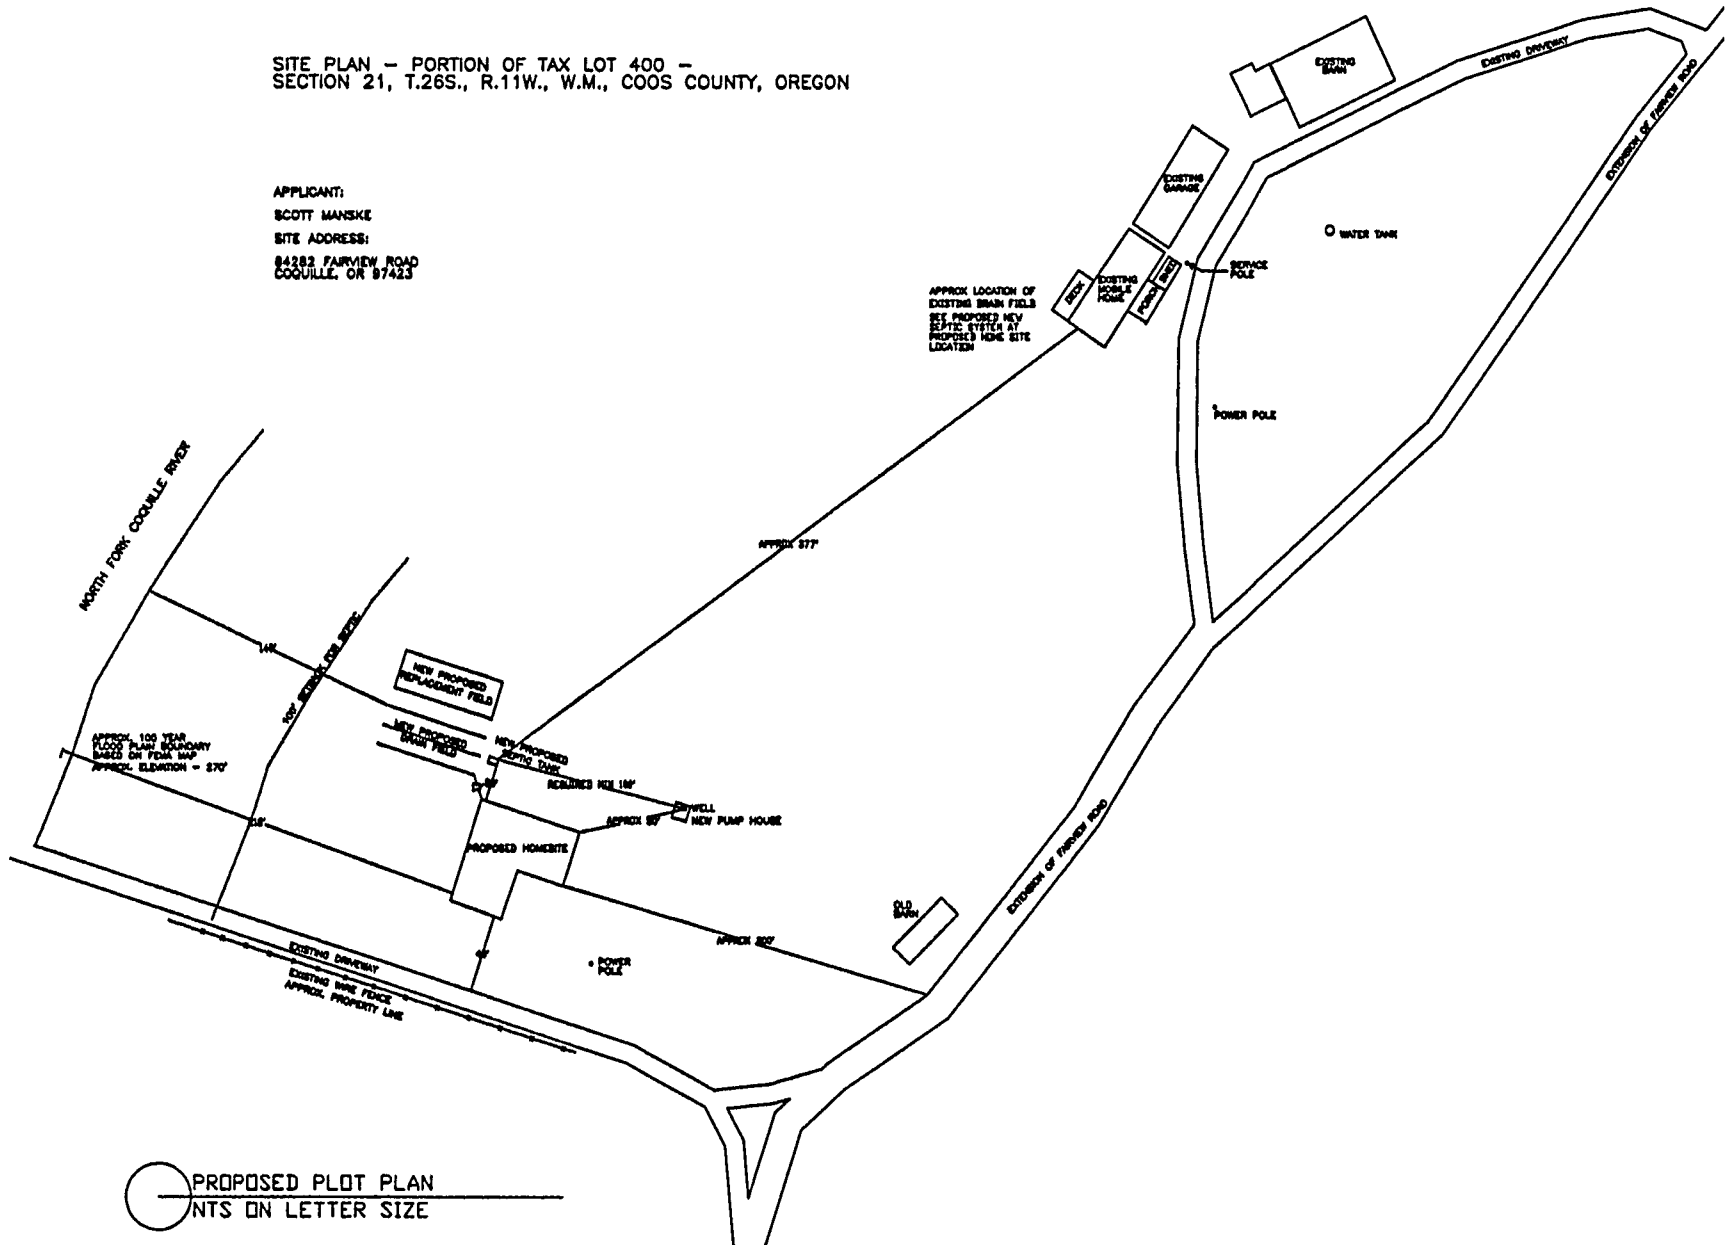 SITE PLAN - PORTION OF TAX LOT 400 -
SECTION 21, T.26S., R.11W., W.M., COOS COUNTY, OREGON
APPLICANT:
SCOTT MANSKE
SITE ADDRESS:
94282 FAIRVIEW ROAD
COQUILLE, OR 97423
EXISTING
BARN
EXISTING DRIVEWAY
EXTENSION OF FAIRVIEW ROAD
EXISTING
GARAGE
WATER TANK
SERVICE
POLE
EXISTING
MOBILE
HOME
DECK
PORCH
SHED
APPROX LOCATION OF
EXISTING DRAIN FIELD
SEE PROPOSED NEW
SEPTIC SYSTEM AT
PROPOSED HOME SITE
LOCATION
POWER POLE
NORTH FORK COQUILLE RIVER
APPROX 377'
100' SETBACK FOR SEPTIC
NEW PROPOSED
REPLACEMENT FIELD
NEW PROPOSED
DRAIN FIELD
NEW PROPOSED
SEPTIC TANK
APPROX. 100 YEAR
FLOOD PLAIN BOUNDARY
BASED ON FEMA MAP
APPROX. ELEVATION = 270'
REQUIRED MIN 100'
WELL
NEW PUMP HOUSE
APPROX
PROPOSED HOMESITE
EXTENSION OF FAIRVIEW ROAD
OLD
BARN
APPROX 300'
POWER
POLE
EXISTING DRIVEWAY
EXISTING WIRE FENCE
APPROX. PROPERTY LINE
PROPOSED PLOT PLAN
NTS ON LETTER SIZE